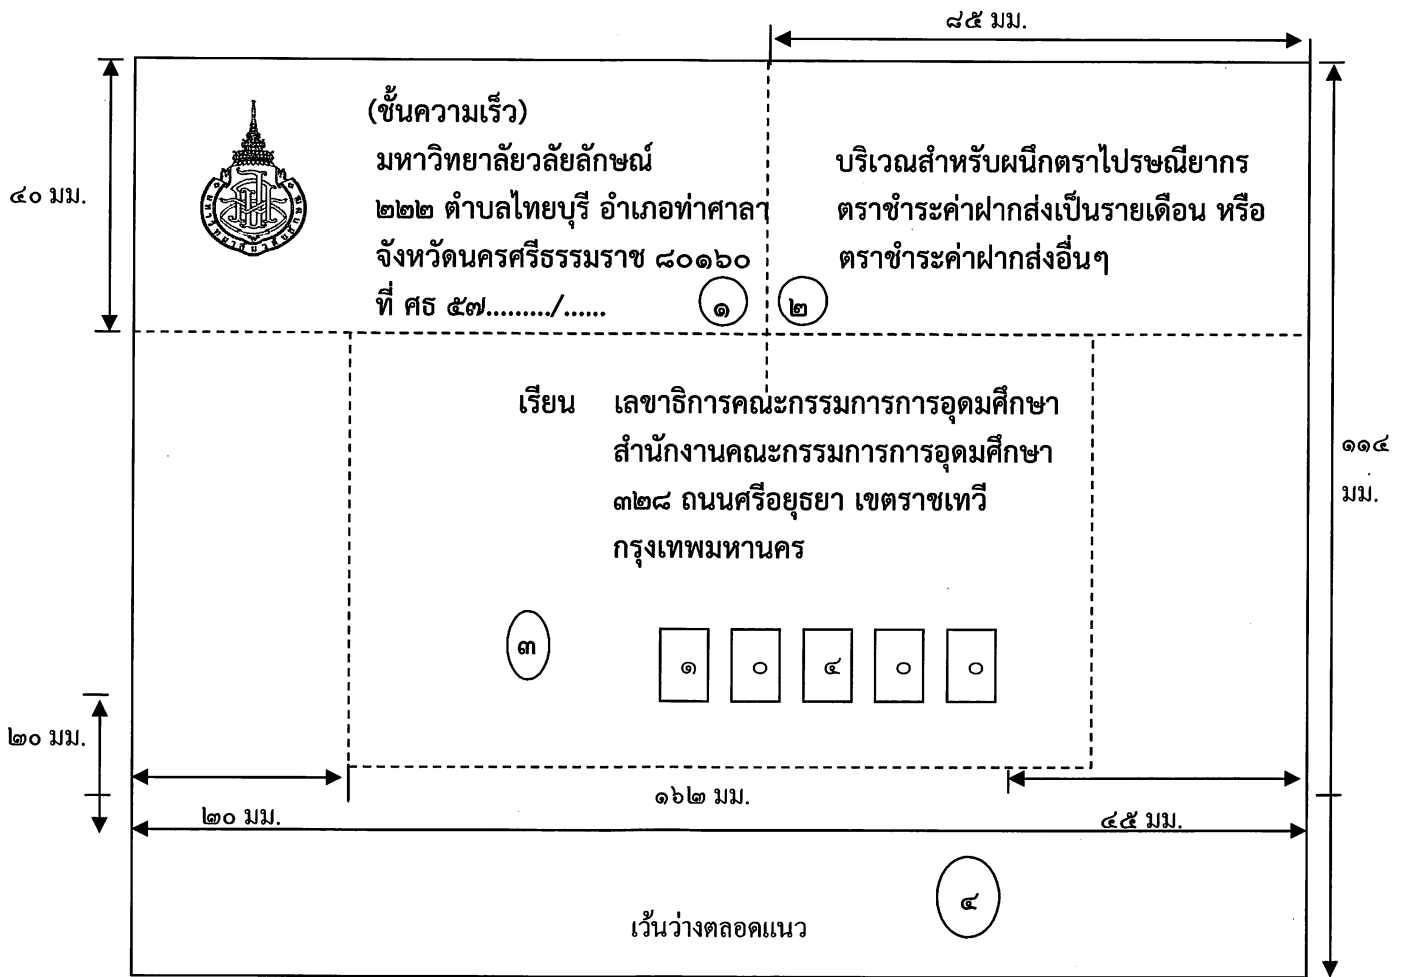 ๘๕ มม.
(ชั้นความเร็ว)
มหาวิทยาลัยวลัยลักษณ์
๒๒๒ ตำบลไทยบุรี อำเภอท่าศาลา
จังหวัดนครศรีธรรมราช ๘๐๑๖๐
ที่ ศธ ๕๗........./......
๑
๒
บริเวณสำหรับผนึกตราไปรษณียากร
ตราชำระค่าฝากส่งเป็นรายเดือน หรือ
ตราชำระค่าฝากส่งอื่นๆ
๔๐ มม.
เรียน เลขาธิการคณะกรรมการการอุดมศึกษา
สำนักงานคณะกรรมการการอุดมศึกษา
๓๒๘ ถนนศรีอยุธยา เขตราชเทวี
กรุงเทพมหานคร
๑๑๔
มม.
๓
๑ ๐ ๔ ๐ ๐
๒๐ มม.
๑๖๒ มม.
๒๐ มม.
๔๕ มม.
๔
เว้นว่างตลอดแนว